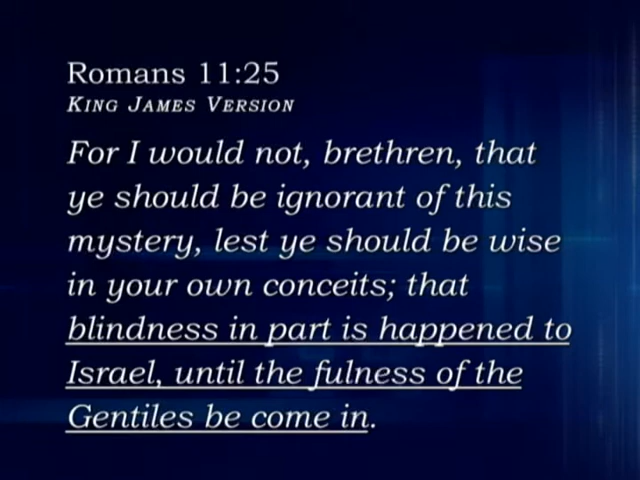 Romans 11:25
KING JAMES VERSION
For I would not, brethren, that
ye should be ignorant of this
mystery, lest ye should be wise
in your own conceits; that
blindness in part is happened to
Israel, until the fulness of the
Gentiles be come in.